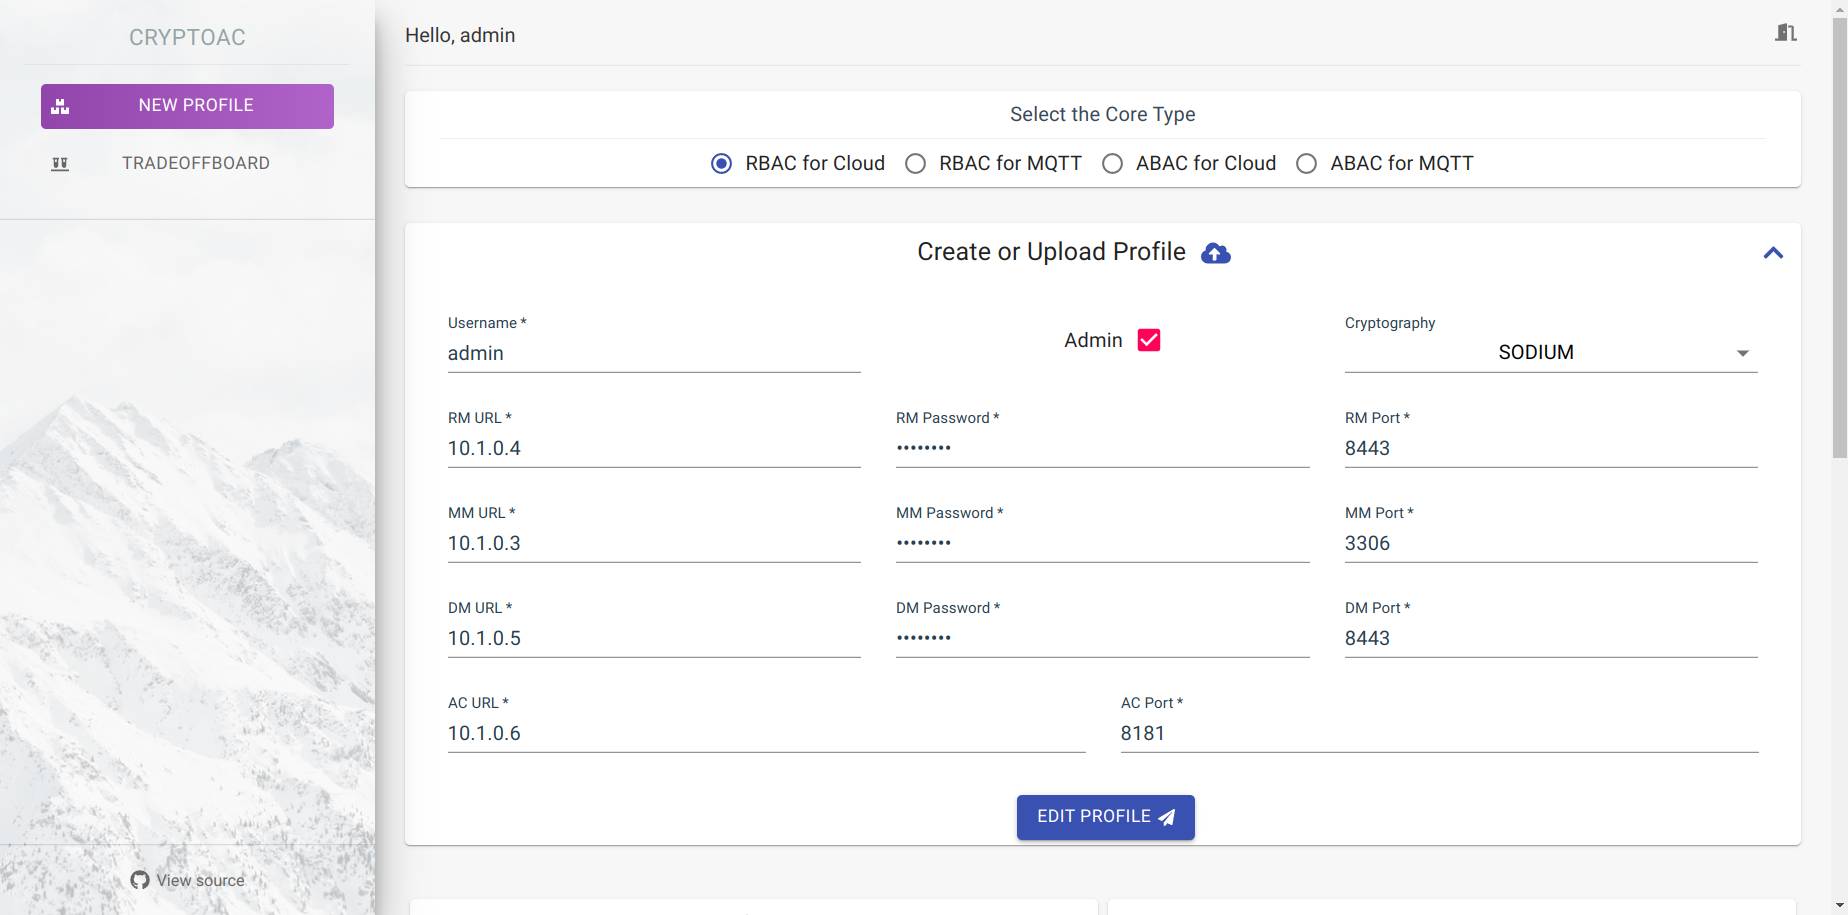 CRYPTOAC
NEW PROFILE
TRADEOFFBOARD
View source
Hello, admin
Select the Core Type
RBAC for Cloud RBAC for MQTT ABAC for Cloud ABAC for MQTT
Create or Upload Profile
Username * Admin Cryptography
admin SODIUM
RM URL * RM Password * RM Port *
10.1.0.4 •••••••• 8443
MM URL * MM Password * MM Port *
10.1.0.3 •••••••• 3306
DM URL * DM Password * DM Port *
10.1.0.5 •••••••• 8443
AC URL * AC Port *
10.1.0.6 8181
EDIT PROFILE